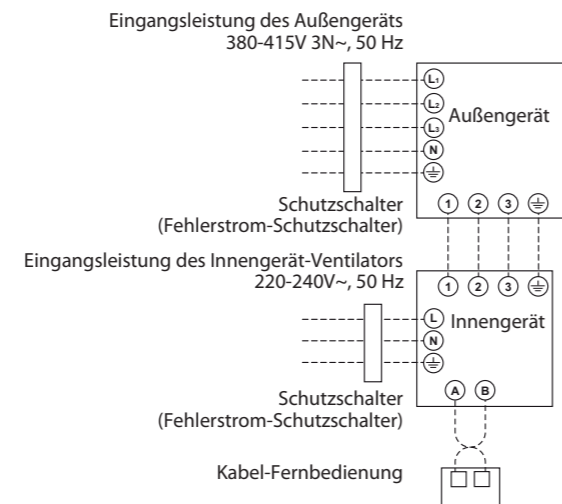 Eingangsleistung des Außengeräts
380-415V 3N~, 50 Hz
L₁
L₂
L₃
N
Außengerät
Schutzschalter
(Fehlerstrom-Schutzschalter)
1 2 3
Eingangsleistung des Innengerät-Ventilators
220-240V~, 50 Hz
1 2 3
L
N
Innengerät
A B
Schutzschalter
(Fehlerstrom-Schutzschalter)
Kabel-Fernbedienung